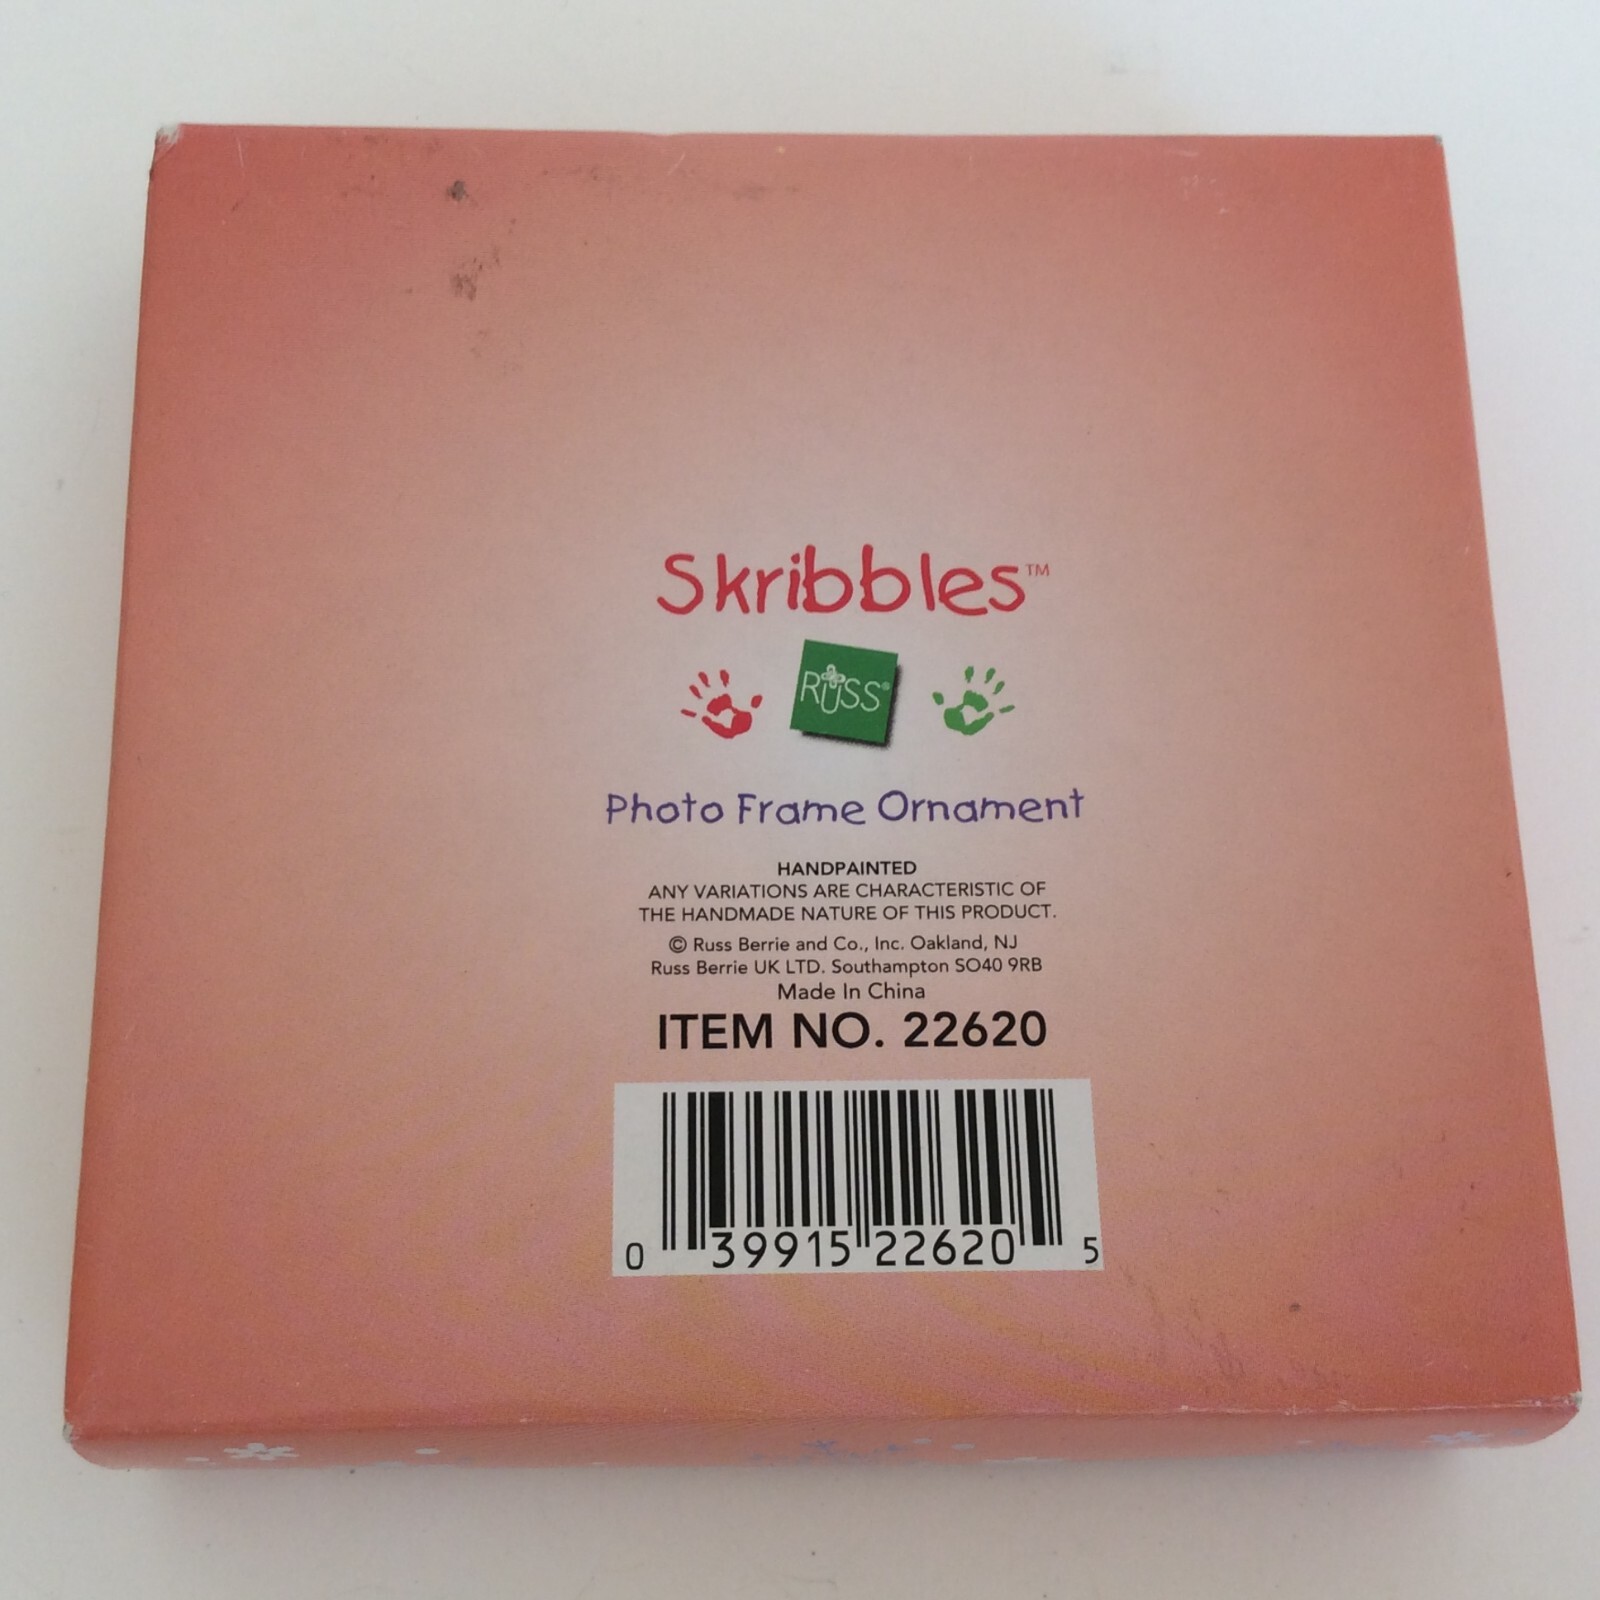 Skribbles™
RUSS®
Photo Frame Ornament
HANDPAINTED
ANY VARIATIONS ARE CHARACTERISTIC OF
THE HANDMADE NATURE OF THIS PRODUCT.
© Russ Berrie and Co., Inc. Oakland, NJ
Russ Berrie UK LTD. Southampton SO40 9RB
Made In China
ITEM NO. 22620
0 39915 22620 5